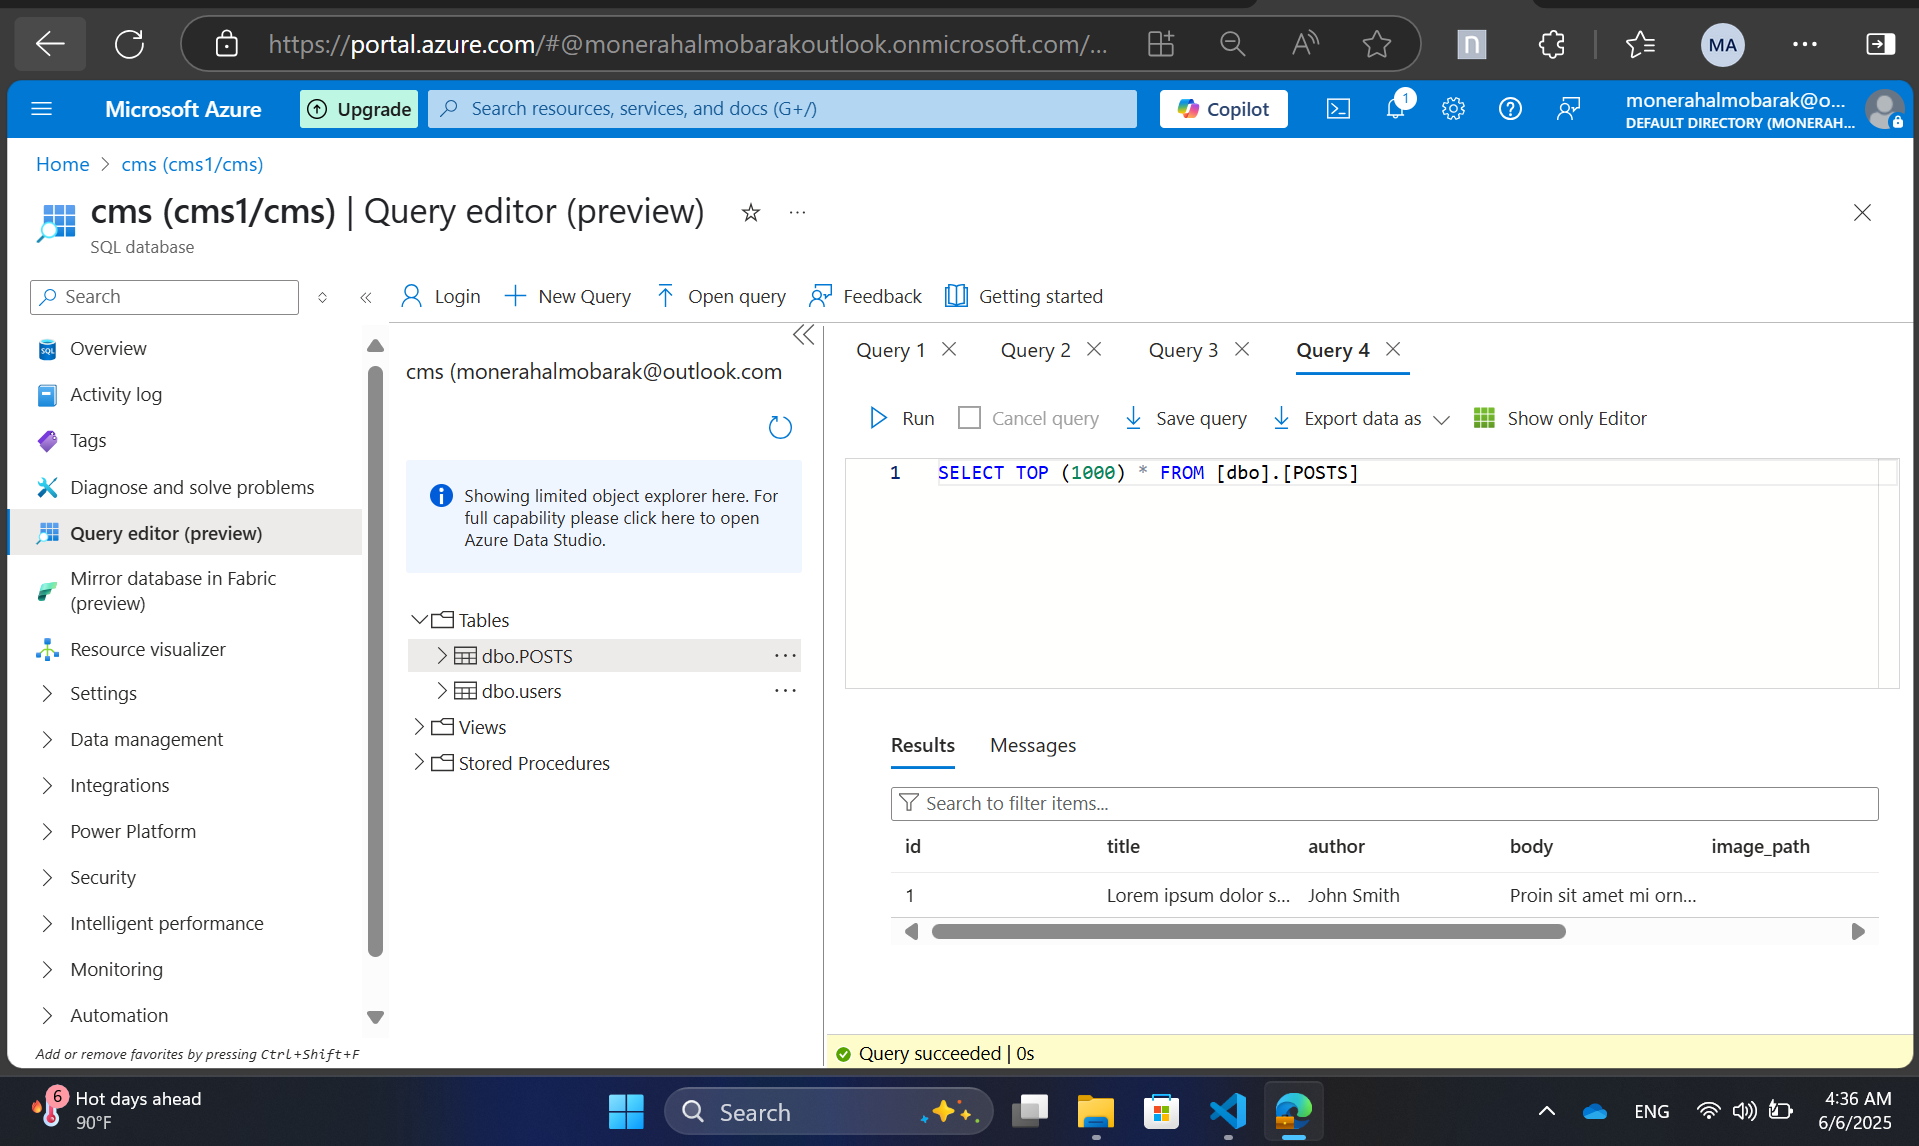 https://portal.azure.com/#@monerahalmobarakoutlook.onmicrosoft.com/...
MA
Microsoft Azure
Upgrade
Search resources, services, and docs (G+/)
Copilot
1
monerahalmobarak@o...
DEFAULT DIRECTORY (MONERAH...
Home > cms (cms1/cms)
cms (cms1/cms) | Query editor (preview)
SQL database
Search
Login
New Query
Open query
Feedback
Getting started
Overview
Activity log
Tags
Diagnose and solve problems
Query editor (preview)
Mirror database in Fabric
(preview)
Resource visualizer
Settings
Data management
Integrations
Power Platform
Security
Intelligent performance
Monitoring
Automation
Add or remove favorites by pressing Ctrl+Shift+F
cms (monerahalmobarak@outlook.com
Showing limited object explorer here. For
full capability please click here to open
Azure Data Studio.
Tables
dbo.POSTS
dbo.users
Views
Stored Procedures
Query 1
Query 2
Query 3
Query 4
Run
Cancel query
Save query
Export data as
Show only Editor
1 SELECT TOP (1000) * FROM [dbo].[POSTS]
Results
Messages
Search to filter items...
id title author body image_path
1 Lorem ipsum dolor s... John Smith Proin sit amet mi orn...
Query succeeded | 0s
6
Hot days ahead
90°F
Search
ENG
4:36 AM
6/6/2025